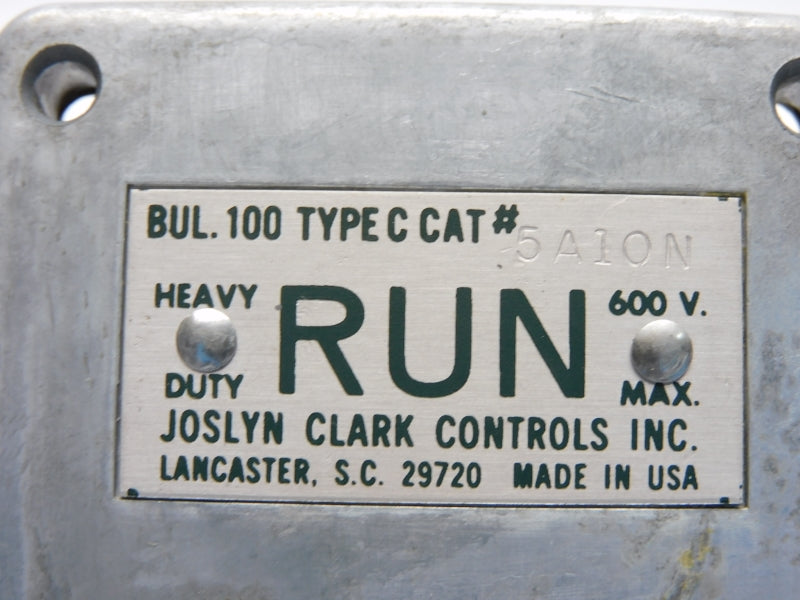 BUL. 100 TYPE C CAT # 5A10N
HEAVY DUTY
RUN
600 V. MAX.
JOSLYN CLARK CONTROLS INC.
LANCASTER, S.C. 29720 MADE IN USA